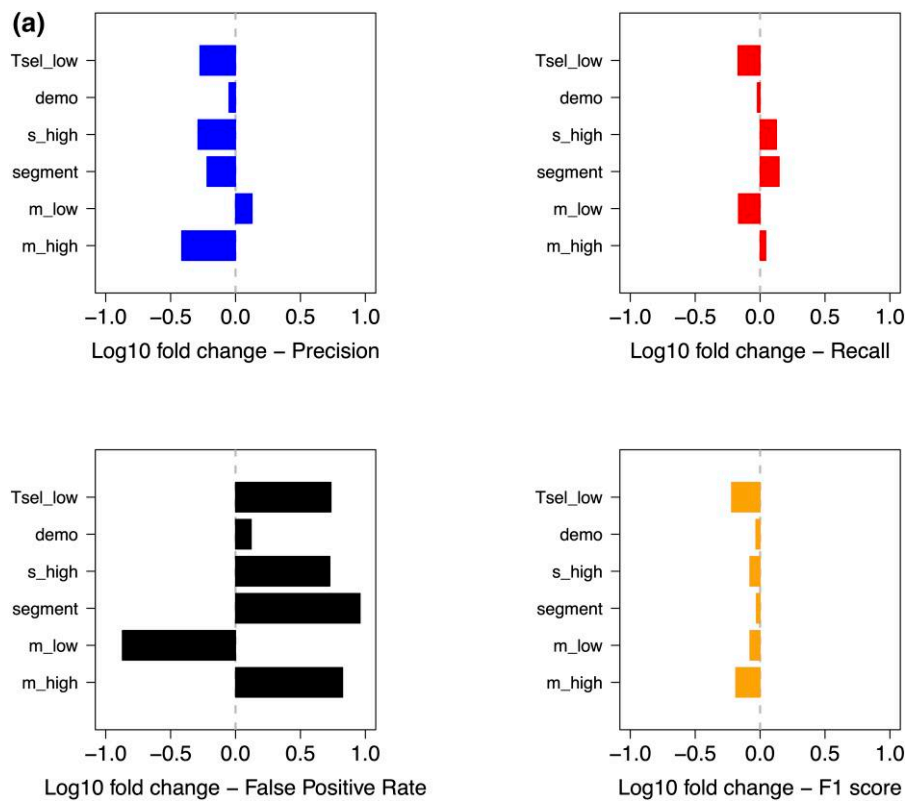 (a)
Tsel_low
demo
s_high
segment
m_low
m_high
−1.0 −0.5 0.0 0.5 1.0
Log10 fold change − Precision
Tsel_low
demo
s_high
segment
m_low
m_high
−1.0 −0.5 0.0 0.5 1.0
Log10 fold change − Recall
Tsel_low
demo
s_high
segment
m_low
m_high
−1.0 −0.5 0.0 0.5 1.0
Log10 fold change − False Positive Rate
Tsel_low
demo
s_high
segment
m_low
m_high
−1.0 −0.5 0.0 0.5 1.0
Log10 fold change − F1 score